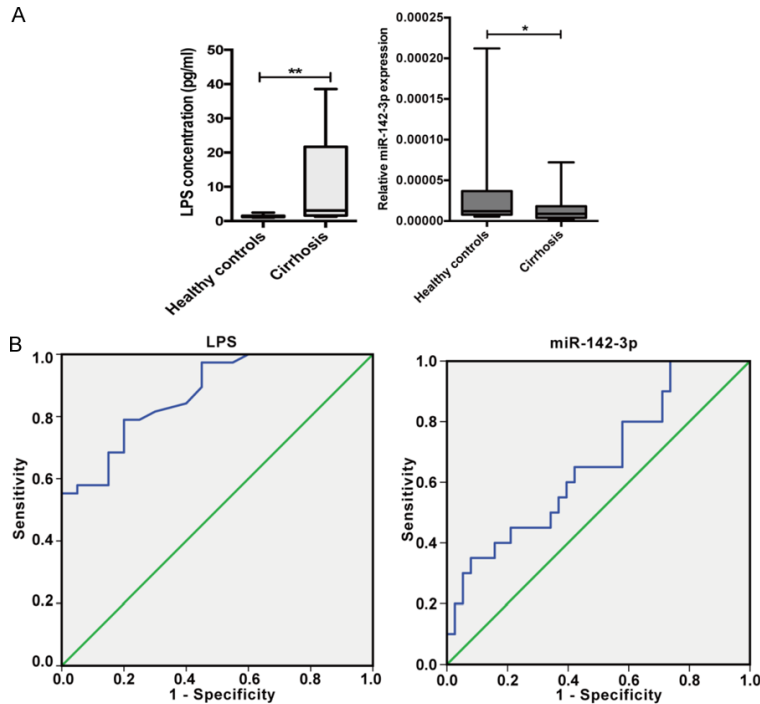 A
LPS concentration (pg/ml)
50
40
30
20
10
0
**
Healthy controls
Cirrhosis
Relative miR-142-3p expression
0.00025
0.00020
0.00015
0.00010
0.00005
0.00000
*
Healthy controls
Cirrhosis
B
LPS
Sensitivity
1.0
0.8
0.6
0.4
0.2
0.0
0.0 0.2 0.4 0.6 0.8 1.0
1 - Specificity
miR-142-3p
Sensitivity
1.0
0.8
0.6
0.4
0.2
0.0
0.0 0.2 0.4 0.6 0.8 1.0
1 - Specificity